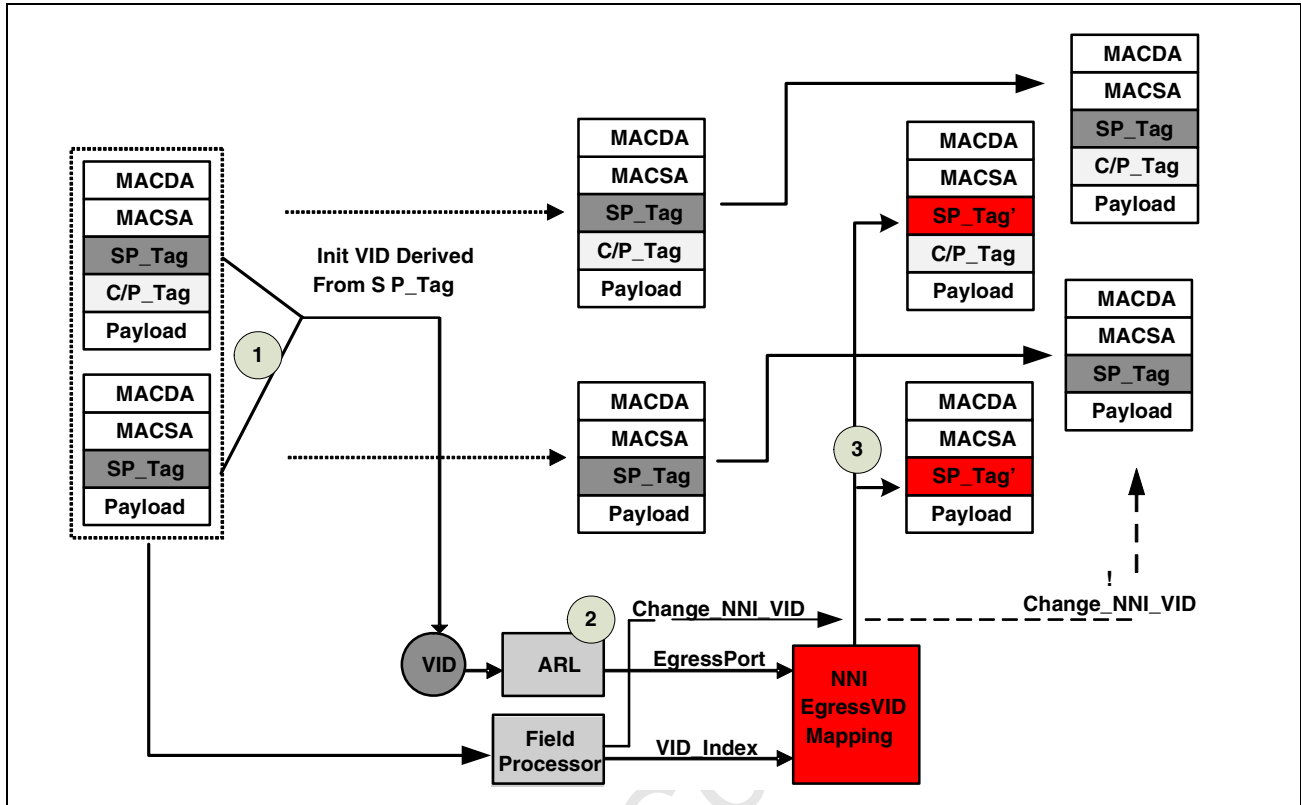 MACDA
MACSA
SP_Tag
C/P_Tag
Payload
MACDA
MACSA
SP_Tag
Payload
1
Init VID Derived
From S P_Tag
MACDA
MACSA
SP_Tag
C/P_Tag
Payload
MACDA
MACSA
SP_Tag
Payload
MACDA
MACSA
SP_Tag'
C/P_Tag
Payload
3
MACDA
MACSA
SP_Tag'
Payload
MACDA
MACSA
SP_Tag
C/P_Tag
Payload
MACDA
MACSA
SP_Tag
Payload
!
Change_NNI_VID
2
Change_NNI_VID
VID
ARL
EgressPort
NNI
EgressVID
Mapping
Field
Processor
VID_Index